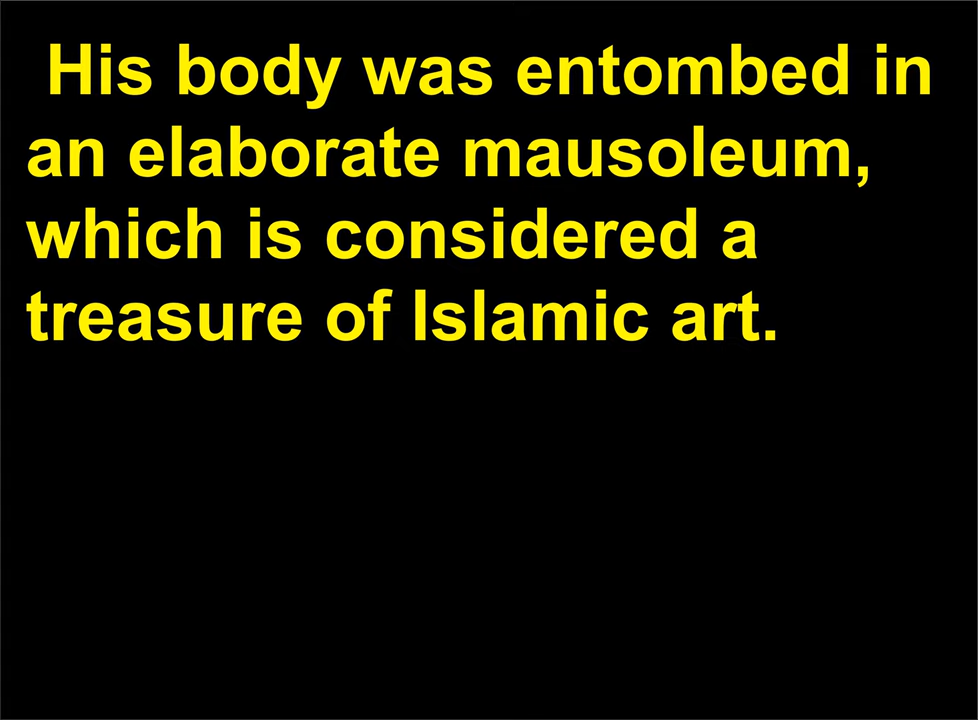 His body was entombed in
an elaborate mausoleum,
which is considered a
treasure of Islamic art.